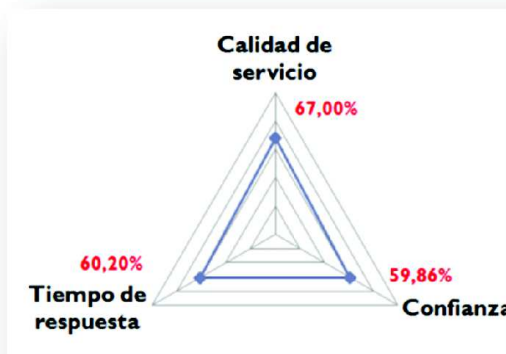 Calidad de
servicio
67,00%
60,20%
Tiempo de
respuesta
59,86%
Confianza